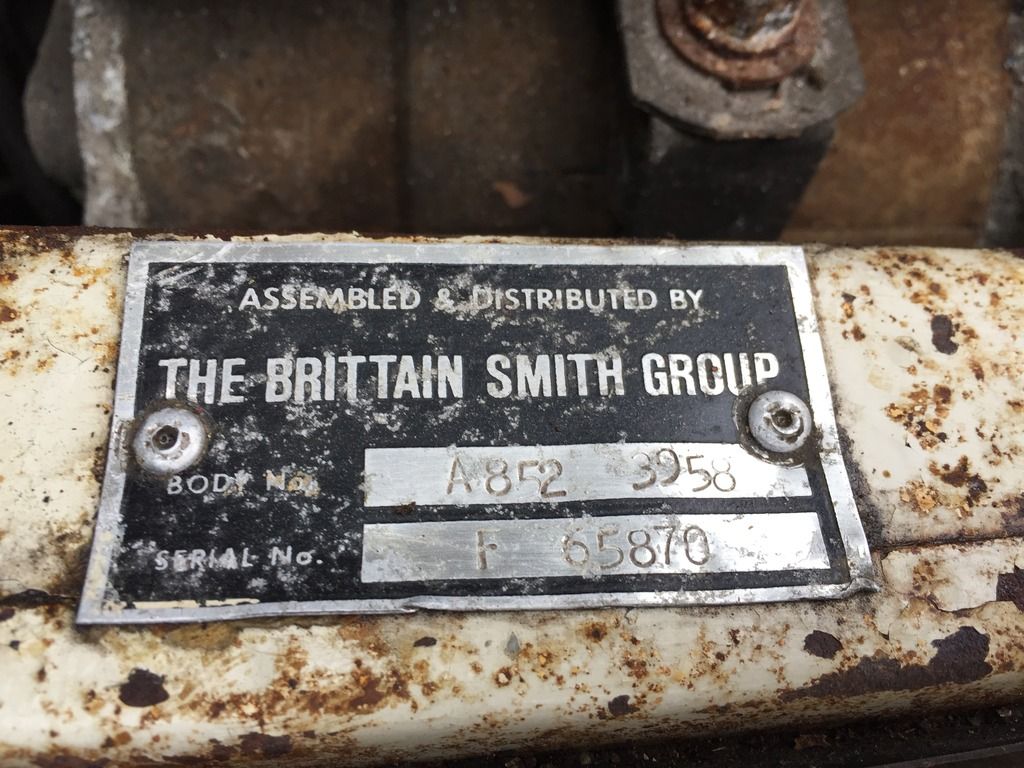 ASSEMBLED & DISTRIBUTED BY
THE BRITTAIN SMITH GROUP
BODY No. A852 3958
SERIAL No. F 65870